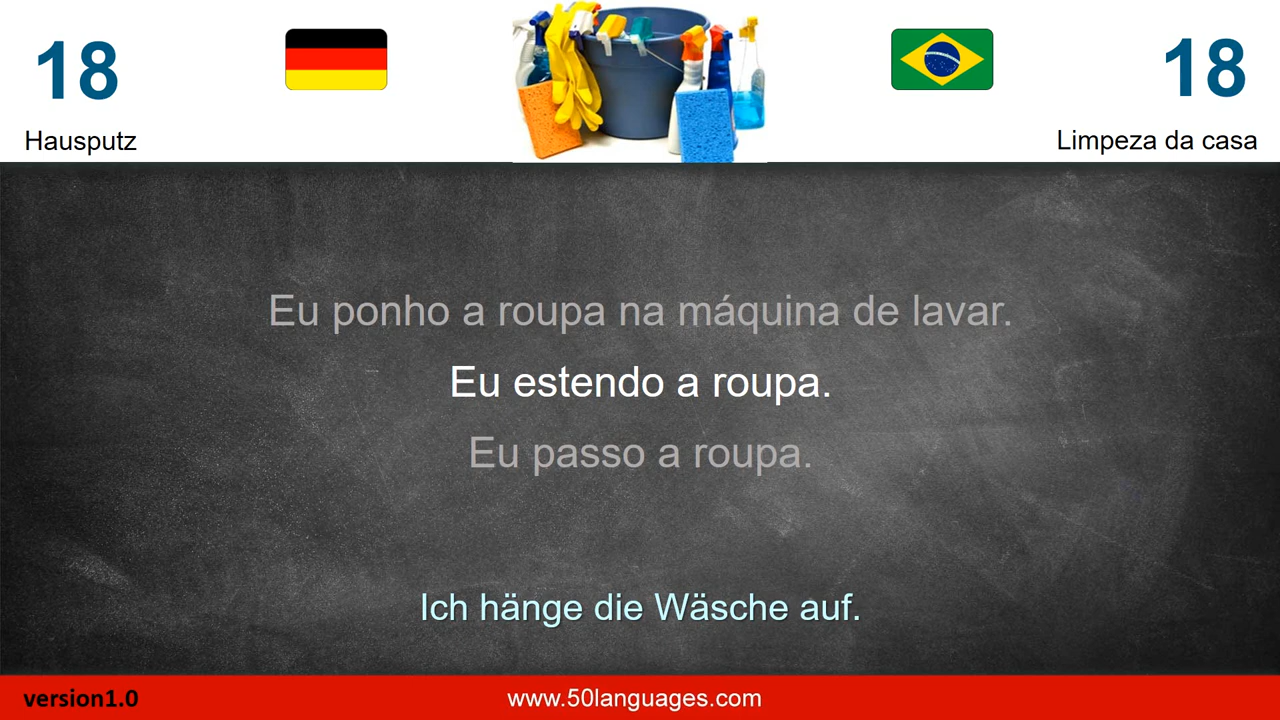 18
18
Hausputz
Limpeza da casa
Eu ponho a roupa na máquina de lavar.
Eu estendo a roupa.
Eu passo a roupa.
Ich hänge die Wäsche auf.
version1.0
www.50languages.com